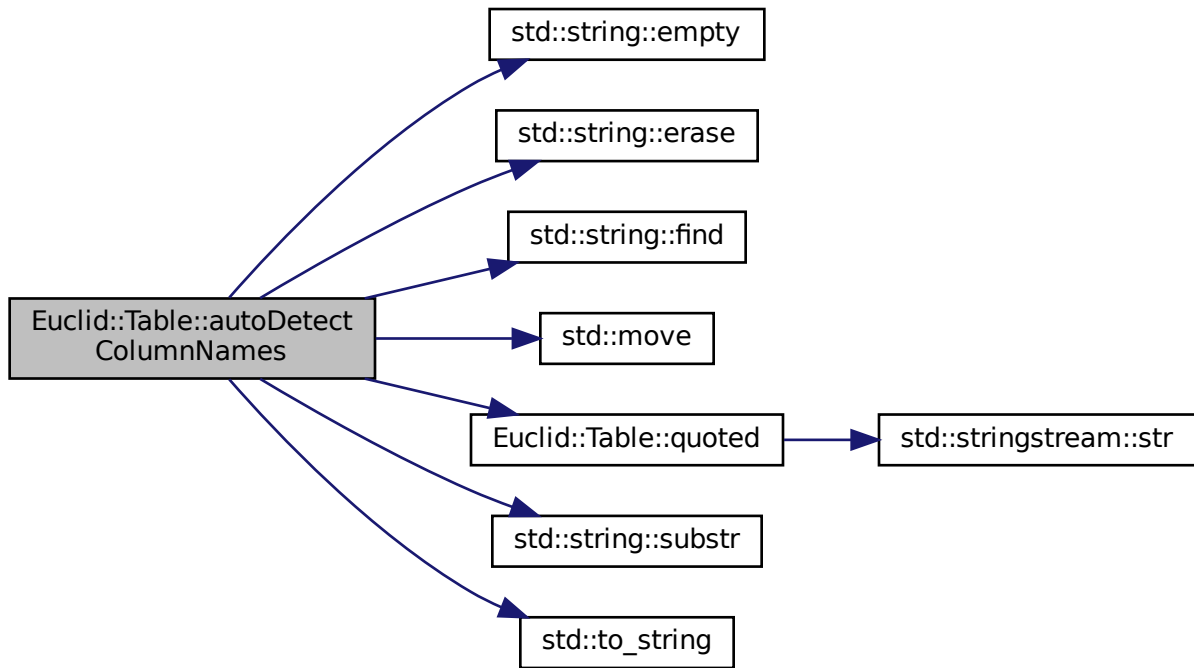 std::string::empty
std::string::erase
std::string::find
Euclid::Table::autoDetect
ColumnNames
std::move
Euclid::Table::quoted
std::stringstream::str
std::string::substr
std::to_string